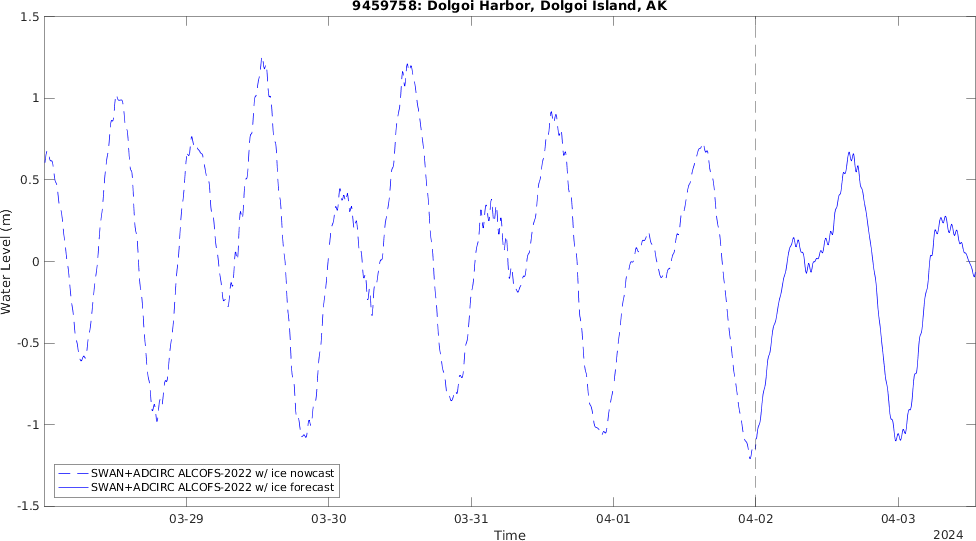 9459758: Dolgoi Harbor, Dolgoi Island, AK
1.5
1
0.5
0
-0.5
-1
-1.5
Water Level (m)
SWAN+ADCIRC ALCOFS-2022 w/ ice nowcast
SWAN+ADCIRC ALCOFS-2022 w/ ice forecast
03-29 03-30 03-31 04-01 04-02 04-03
Time
2024